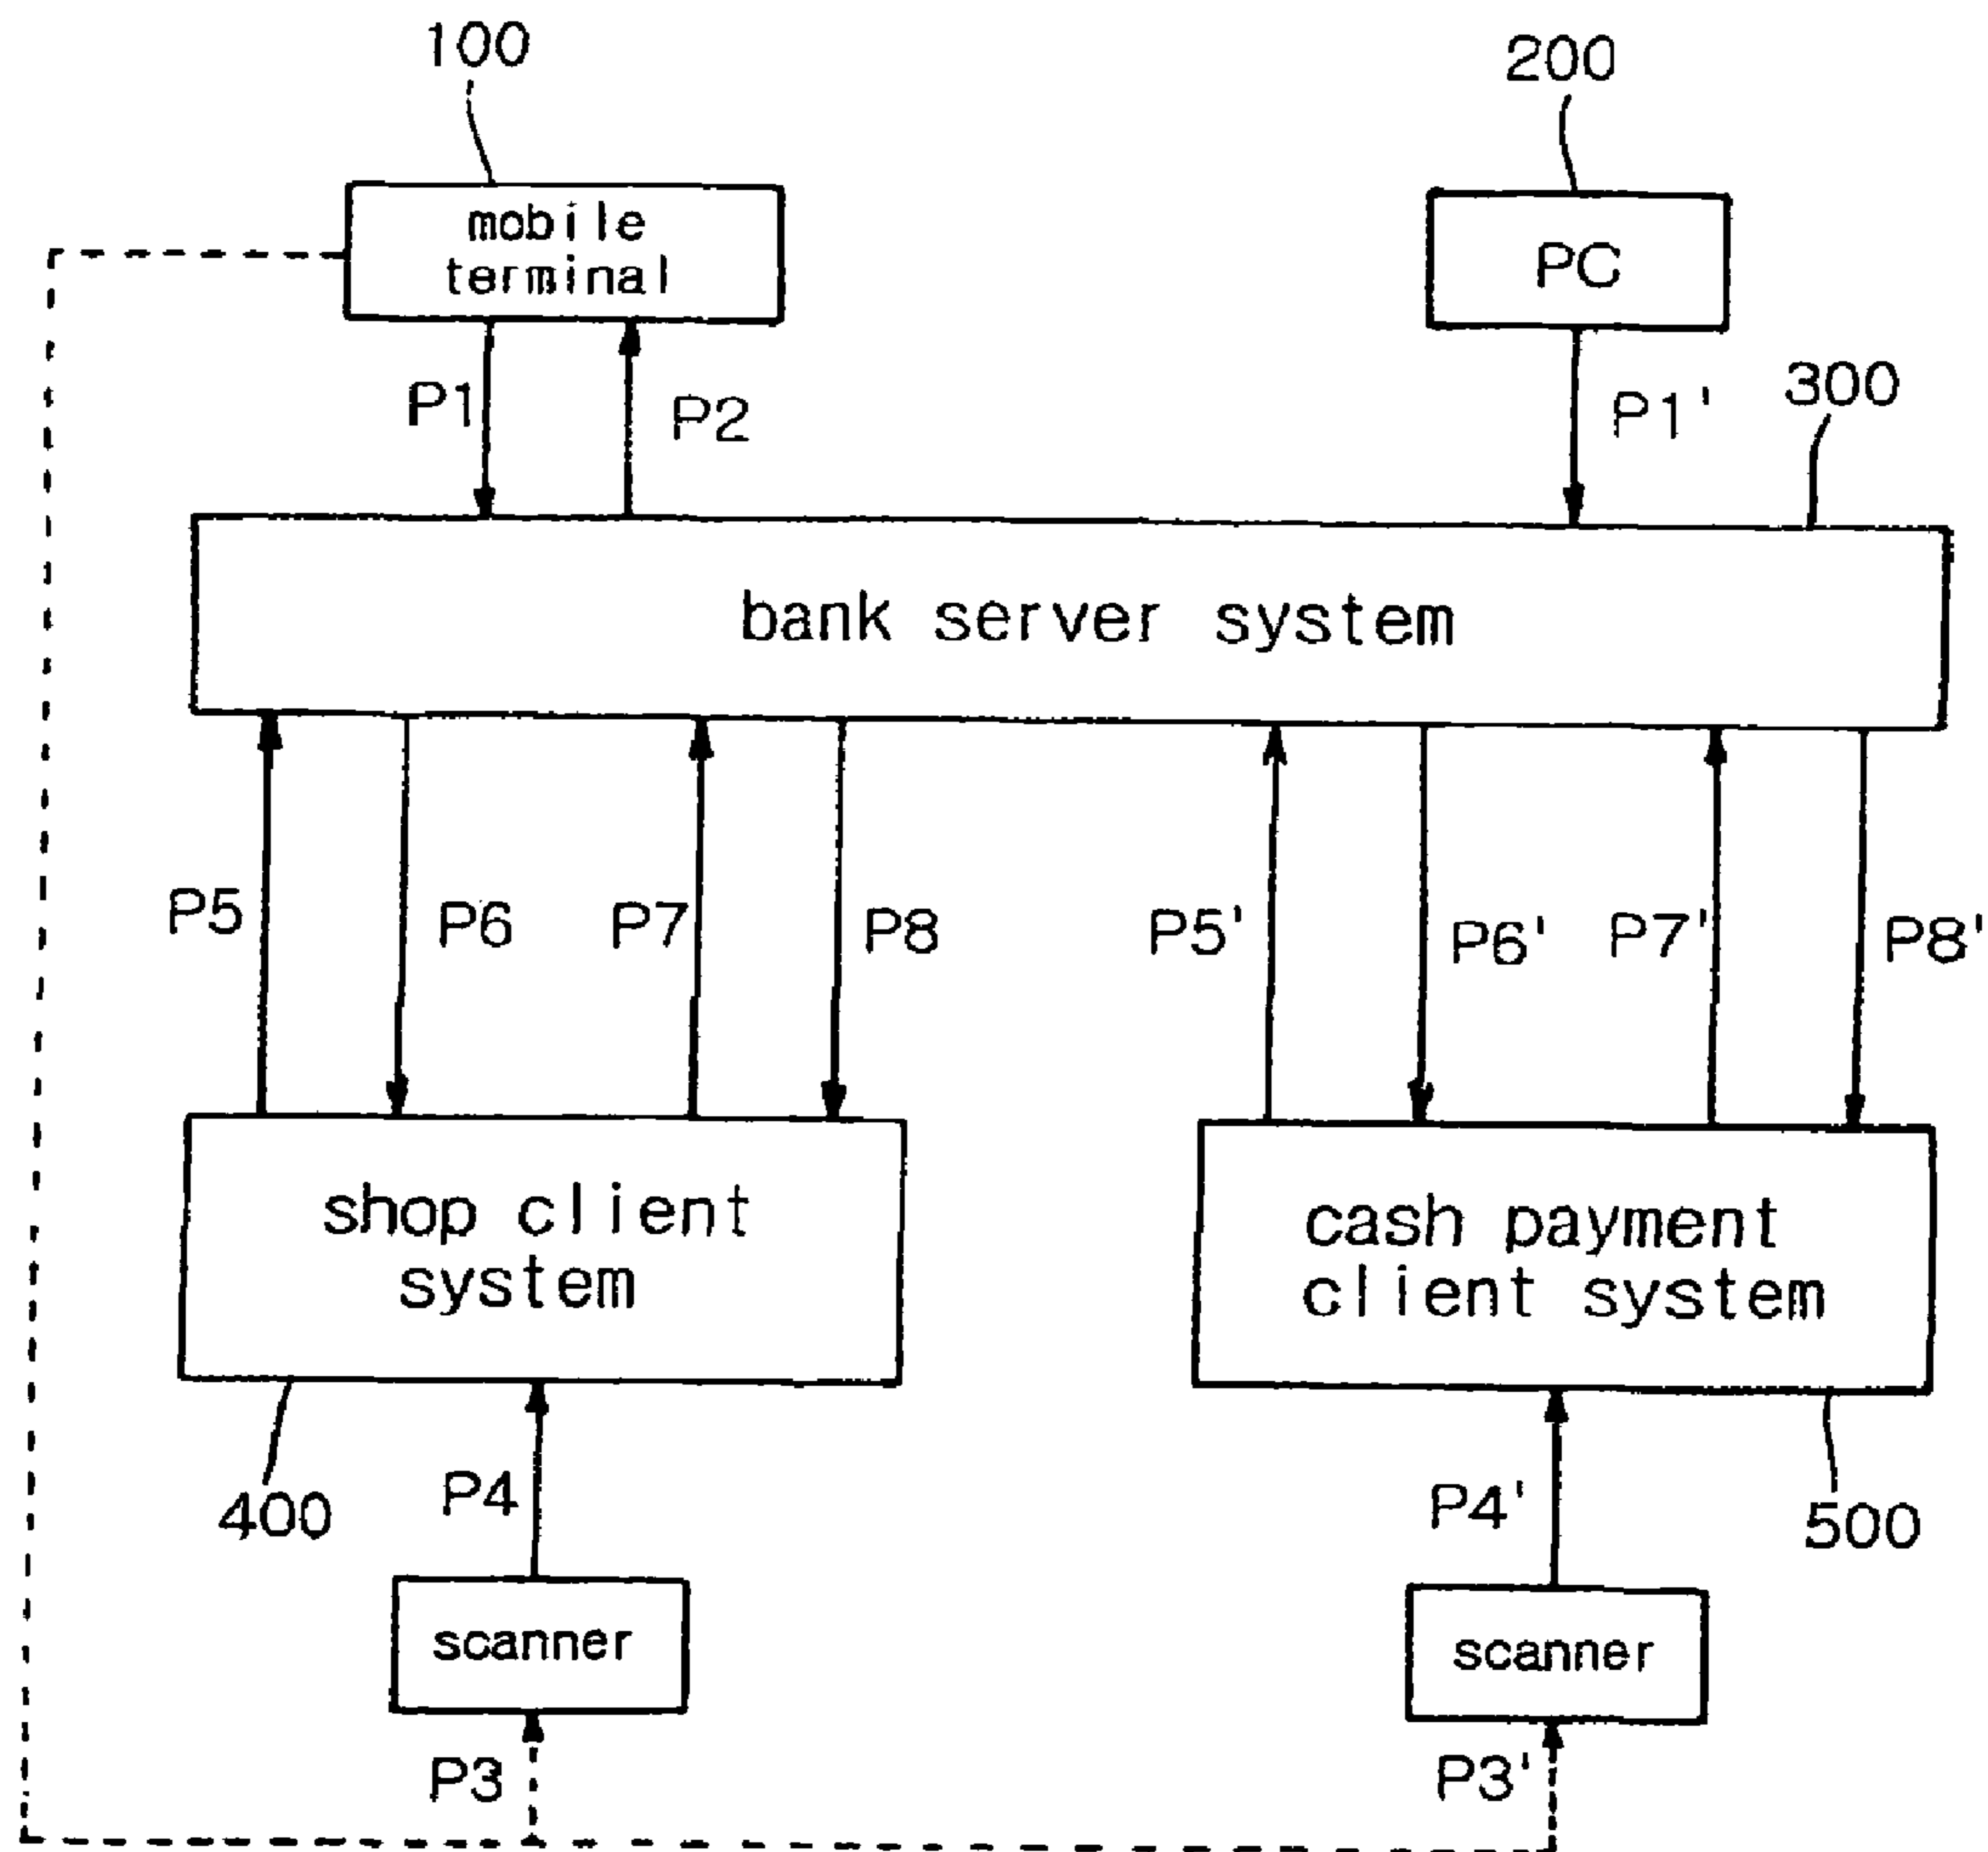 100
200
mobile
terminal
PC
P1
P2
P1'
300
bank server system
P5
P6
P7
P8
P5'
P6'
P7'
P8'
shop client
system
cash payment
client system
400
P4
P4'
500
scanner
scanner
P3
P3'